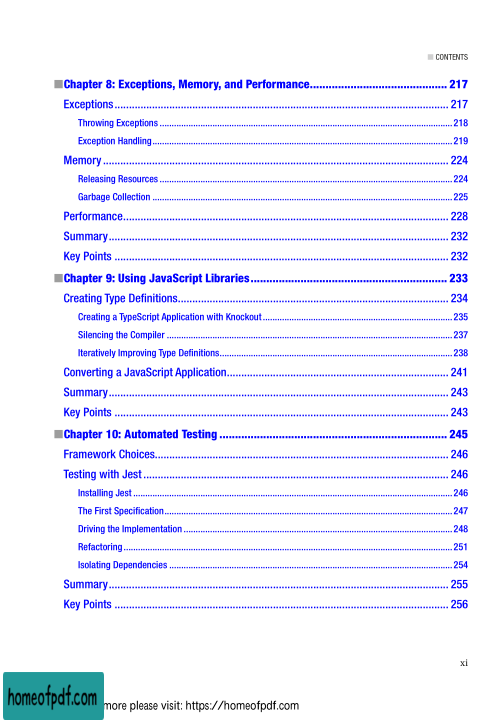 CONTENTS
Chapter 8: Exceptions, Memory, and Performance............................................ 217
Exceptions..................................................................................................................... 217
Throwing Exceptions ........................................................................................................................... 218
Exception Handling.............................................................................................................................. 219
Memory ........................................................................................................................ 224
Releasing Resources ........................................................................................................................... 224
Garbage Collection .............................................................................................................................. 225
Performance.................................................................................................................. 228
Summary....................................................................................................................... 232
Key Points ..................................................................................................................... 232
Chapter 9: Using JavaScript Libraries............................................................... 233
Creating Type Definitions.............................................................................................. 234
Creating a TypeScript Application with Knockout ................................................................................ 235
Silencing the Compiler ........................................................................................................................ 237
Iteratively Improving Type Definitions.................................................................................................. 238
Converting a JavaScript Application............................................................................. 241
Summary....................................................................................................................... 243
Key Points ..................................................................................................................... 243
Chapter 10: Automated Testing ......................................................................... 245
Framework Choices....................................................................................................... 246
Testing with Jest ........................................................................................................... 246
Installing Jest ...................................................................................................................................... 246
The First Specification......................................................................................................................... 247
Driving the Implementation ................................................................................................................. 248
Refactoring.......................................................................................................................................... 251
Isolating Dependencies ....................................................................................................................... 254
Summary....................................................................................................................... 255
Key Points ..................................................................................................................... 256
xi
homeofpdf.com more please visit: https://homeofpdf.com